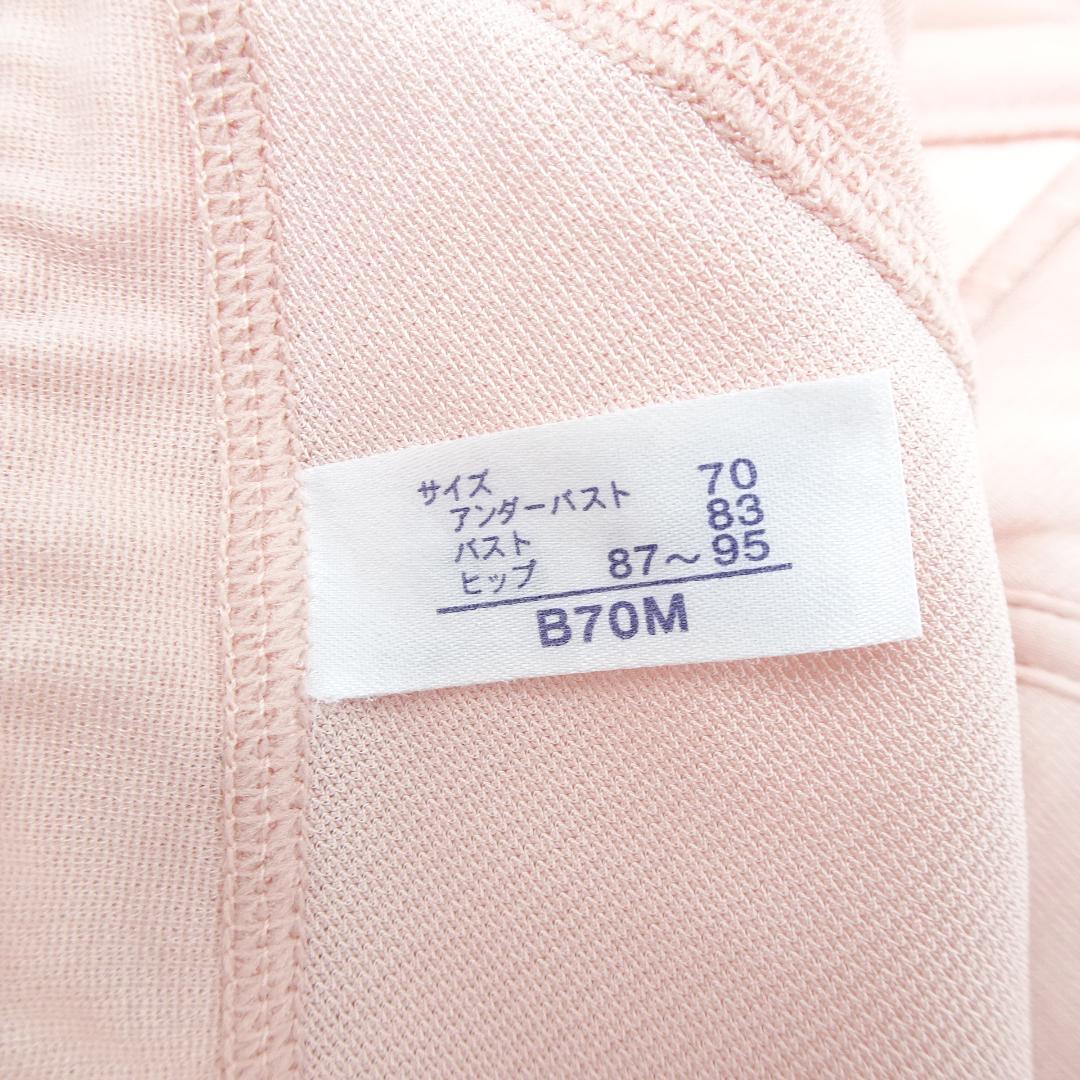 サイズ
アンダーバスト 70
バスト 83
ヒップ 87～95
B70M